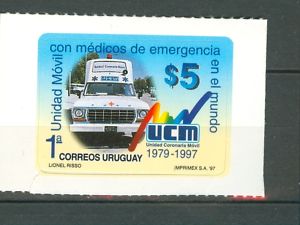 1ª Unidad Móvil
con médicos de emergencia
en el mundo
$5
ucm
Unidad Coronaria Móvil
1979-1997
CORREOS URUGUAY
LIONEL RISSO
IMPRIMEX S.A. '97